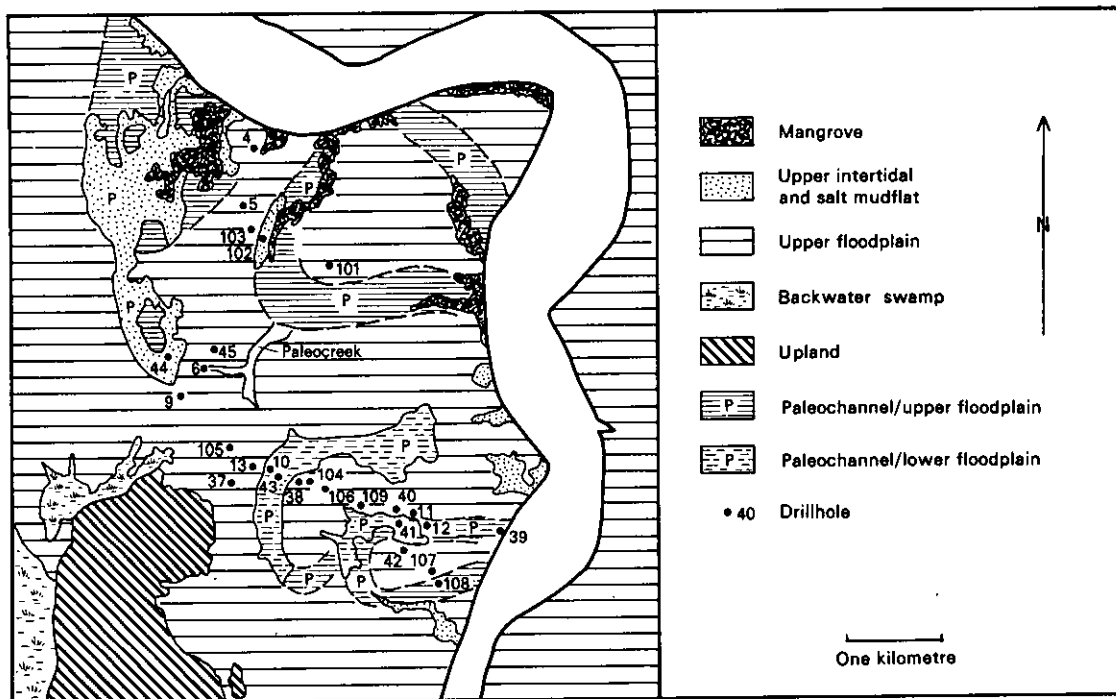 P
4
P
P
P
5
103
102
101
P
P
44
45
6
Paleocreek
9
P
105
13
10
37
43
38
104
106
109
40
11
41
12
P
39
P
P
42
107
P
P
108
Mangrove
Upper intertidal
and salt mudflat
Upper floodplain
Backwater swamp
Upland
P Paleochannel/upper floodplain
P Paleochannel/lower floodplain
40 Drillhole
N
One kilometre